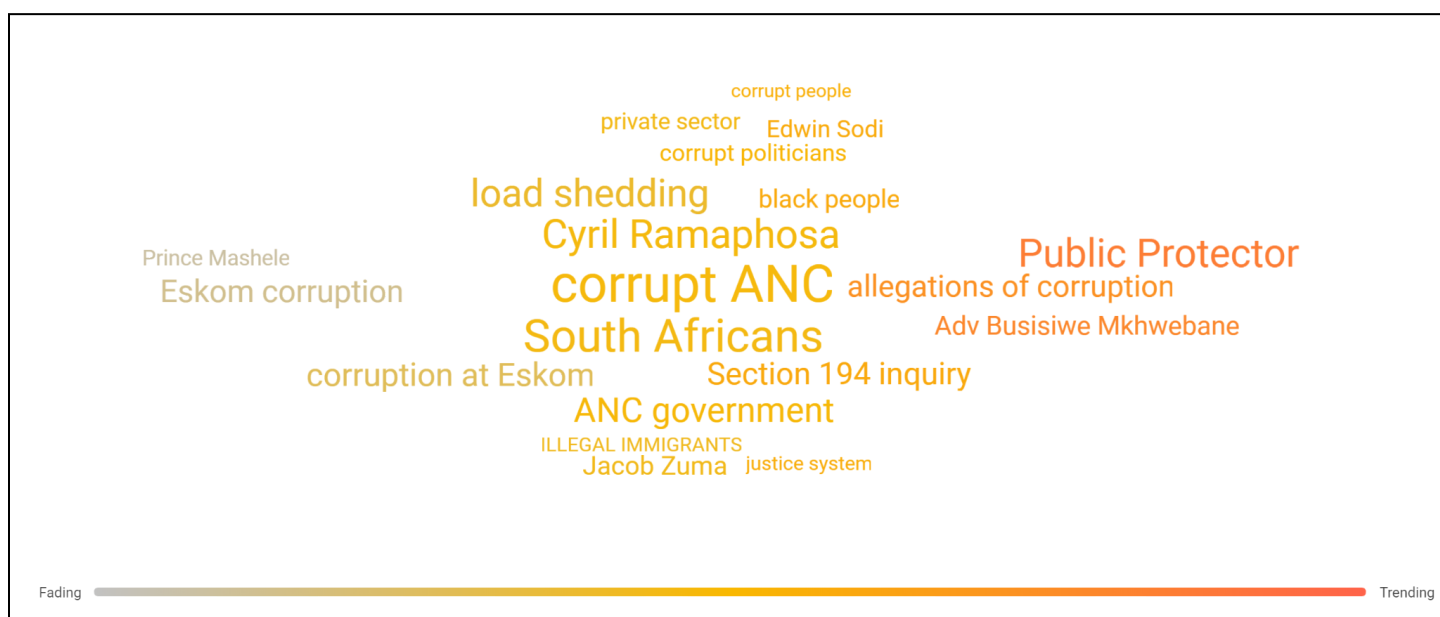 corrupt people
private sector
Edwin Sodi
corrupt politicians
load shedding
black people
Cyril Ramaphosa
Prince Mashele
Public Protector
Eskom corruption
corrupt ANC
allegations of corruption
South Africans
Adv Busisiwe Mkhwebane
corruption at Eskom
Section 194 inquiry
ANC government
ILLEGAL IMMIGRANTS
Jacob Zuma
justice system
Fading
Trending